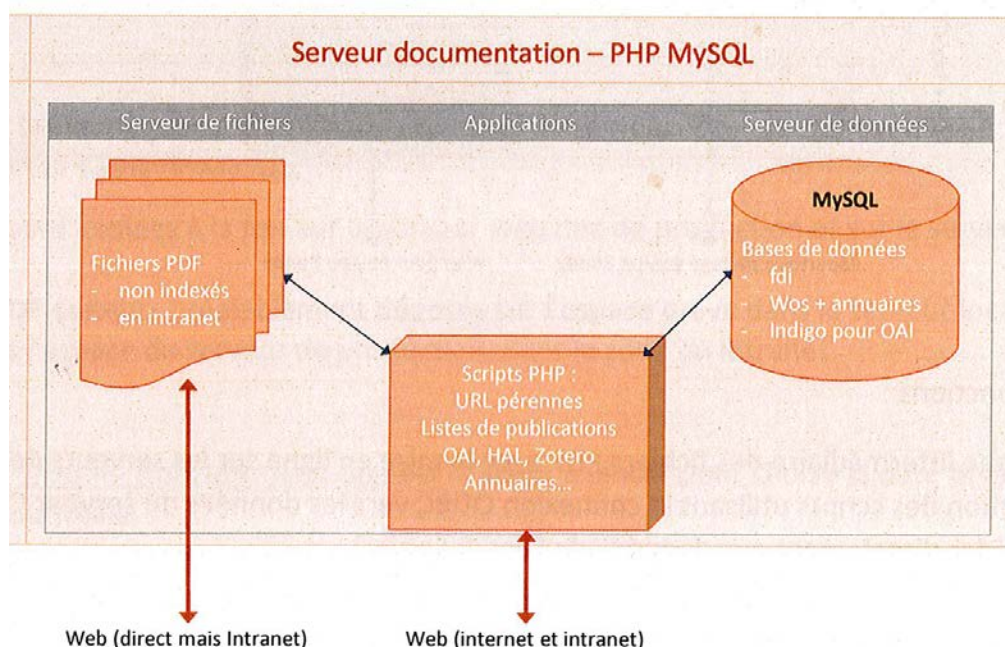 Serveur documentation – PHP MySQL
Serveur de fichiers
Applications
Serveur de données
Fichiers PDF
- non indexés
- en intranet
MySQL
Bases de données
- fdi
- Wos + annuaires
- Indigo pour OAI
Scripts PHP :
URL pérennes
Listes de publications
OAI, HAL, Zotero
Annuaires...
Web (direct mais Intranet)
Web (internet et intranet)